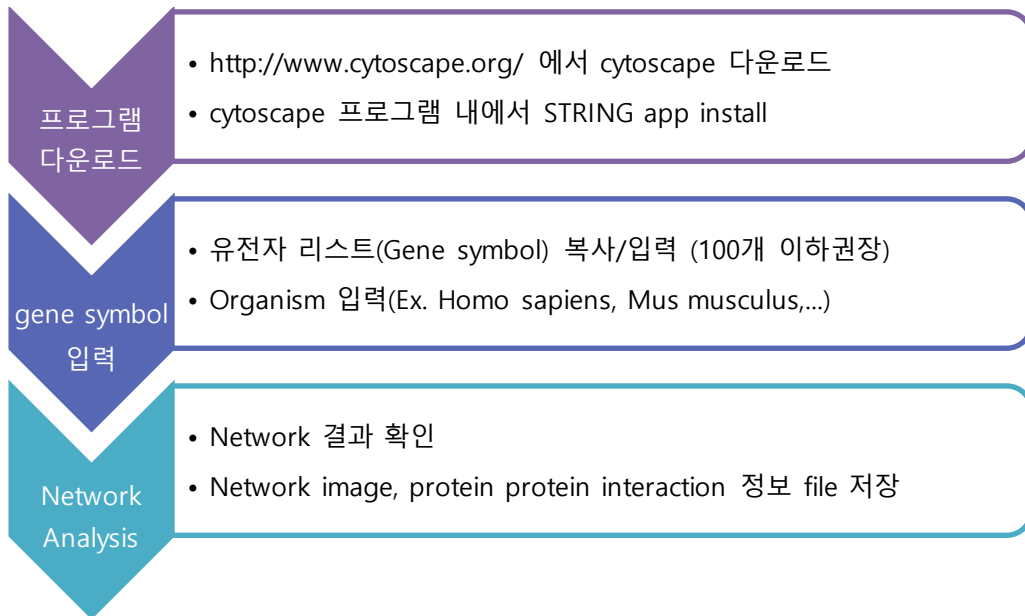 프로그램
다운로드
• http://www.cytoscape.org/ 에서 cytoscape 다운로드
• cytoscape 프로그램 내에서 STRING app install
gene symbol
입력
• 유전자 리스트(Gene symbol) 복사/입력 (100개 이하권장)
• Organism 입력(Ex. Homo sapiens, Mus musculus,...)
Network
Analysis
• Network 결과 확인
• Network image, protein protein interaction 정보 file 저장